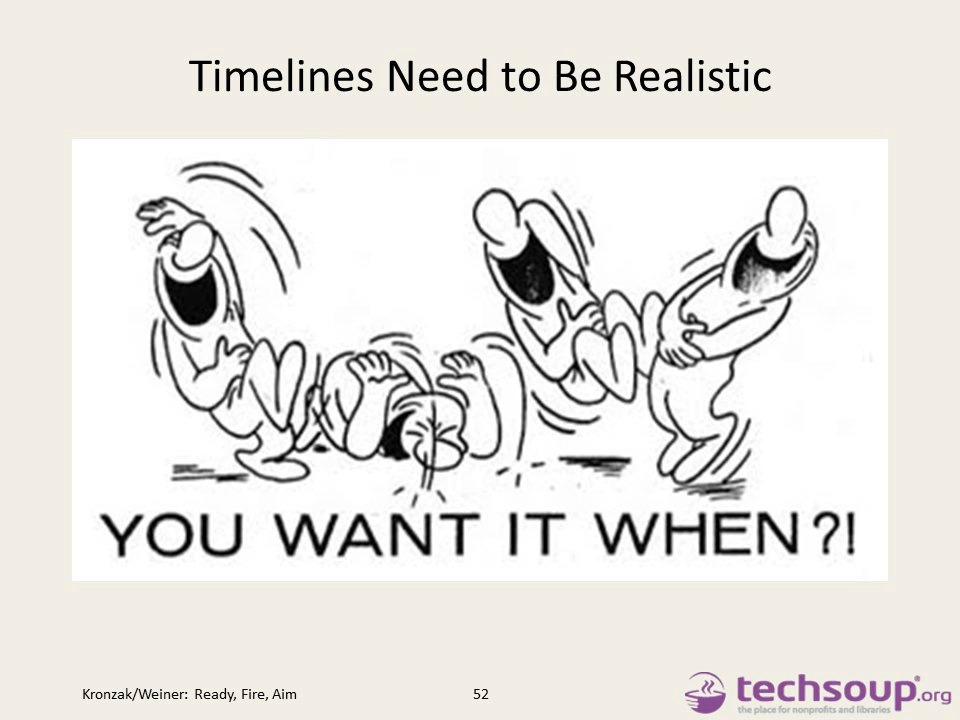 Timelines Need to Be Realistic
YOU WANT IT WHEN?!
Kronzak/Weiner: Ready, Fire, Aim
52
techsoup®.org
the place for nonprofits and libraries